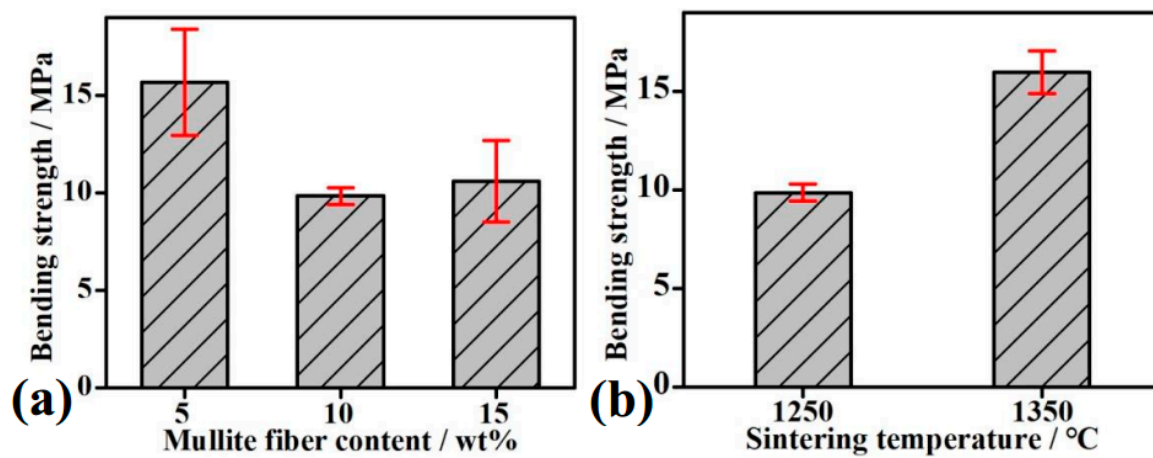 Bending strength / MPa
15
10
5
0
5 10 15
Mullite fiber content / wt%
(a)
Bending strength / MPa
15
10
5
0
1250 1350
Sintering temperature / °C
(b)